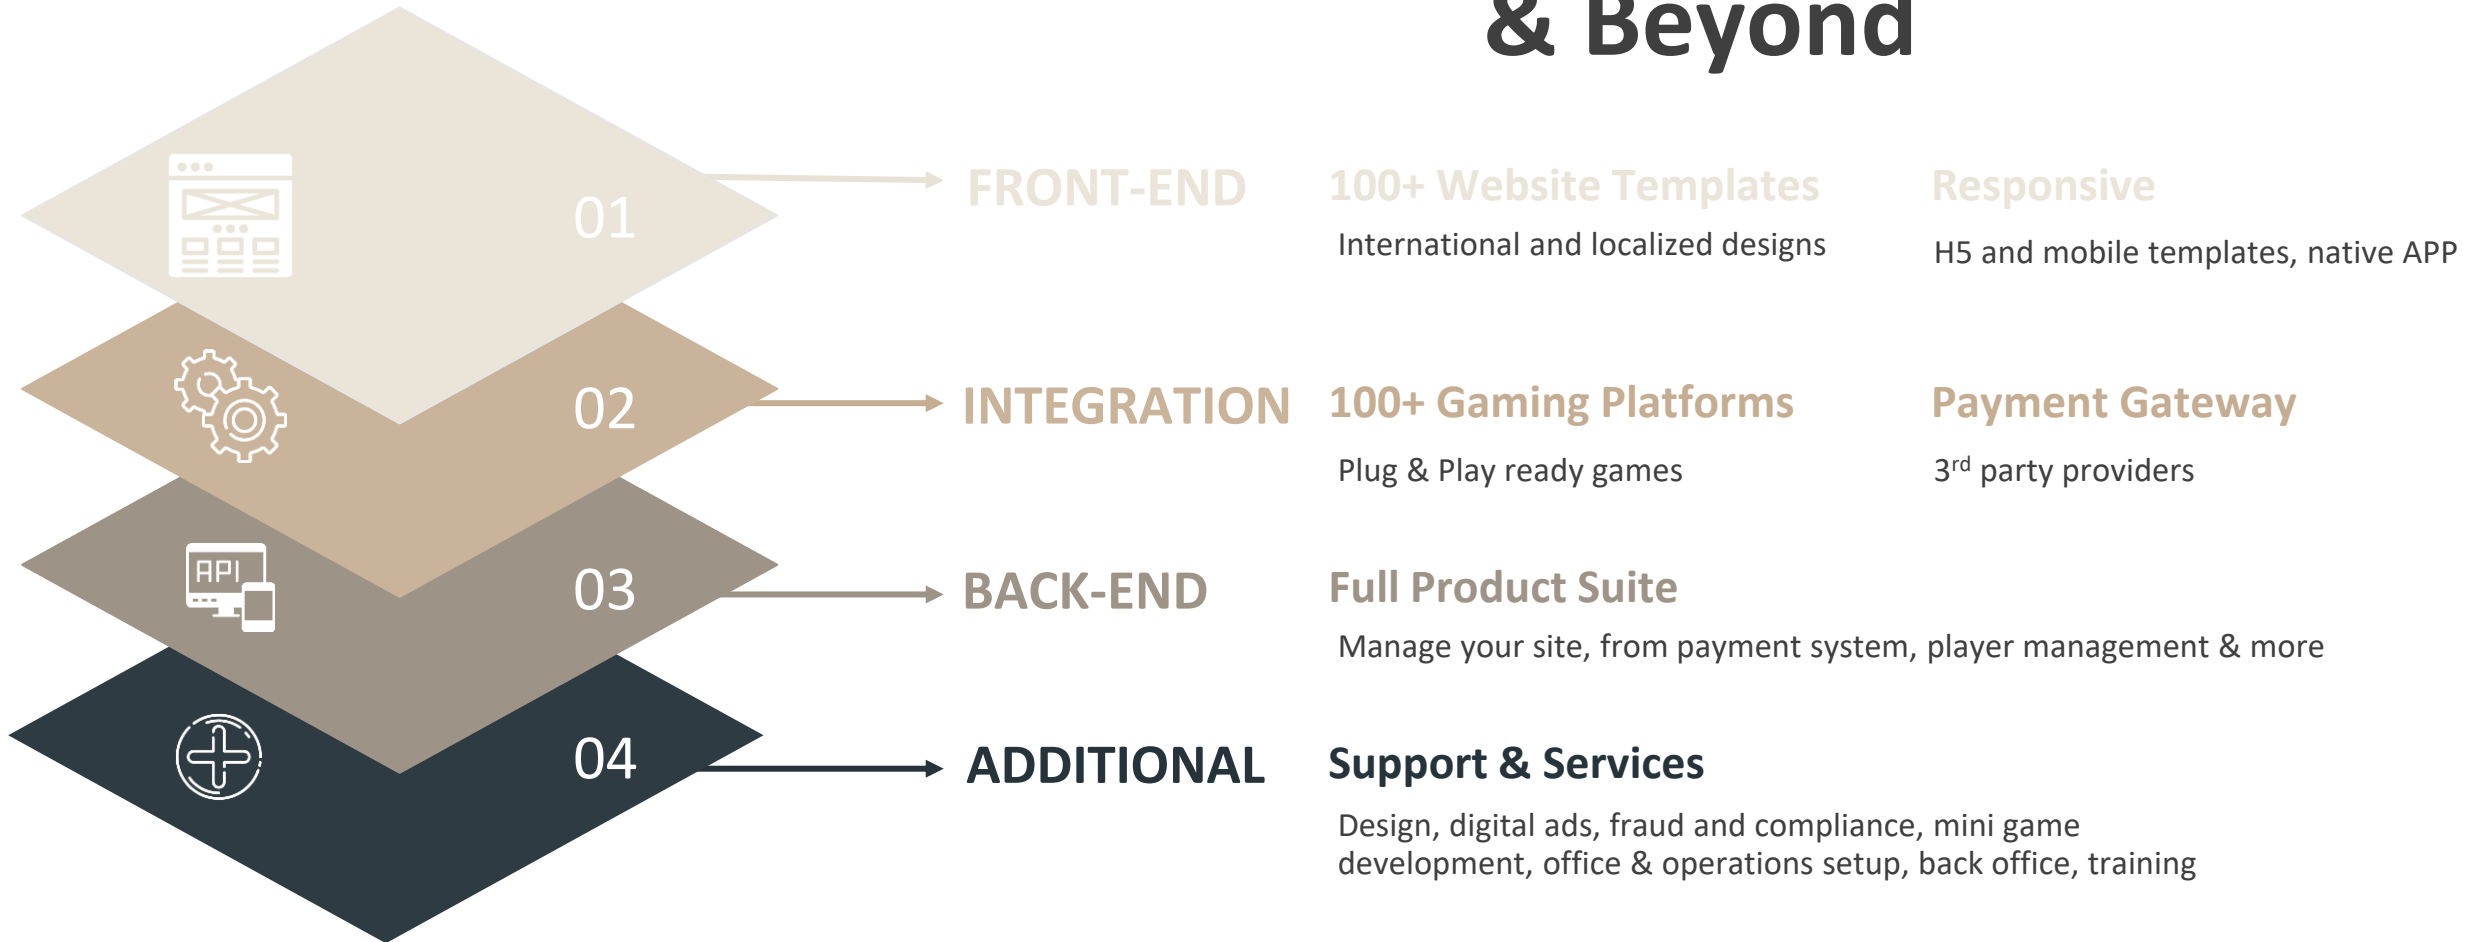 & Beyond
01
FRONT-END
100+ Website Templates
International and localized designs
Responsive
H5 and mobile templates, native APP
02
INTEGRATION
100+ Gaming Platforms
Plug & Play ready games
Payment Gateway
3rd party providers
API
03
BACK-END
Full Product Suite
Manage your site, from payment system, player management & more
04
ADDITIONAL
Support & Services
Design, digital ads, fraud and compliance, mini game
development, office & operations setup, back office, training